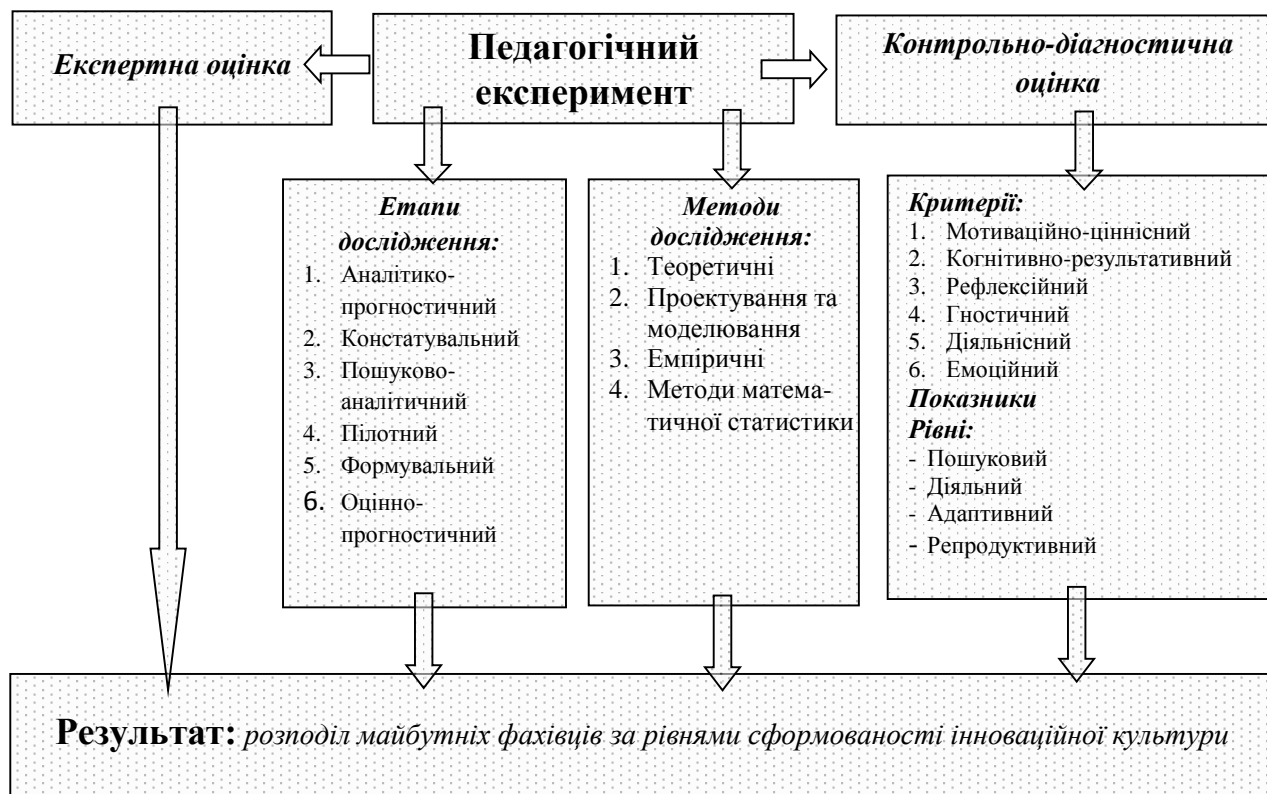 Експертна оцінка
Педагогічний
експеримент
Контрольно-діагностична
оцінка
Етапи
дослідження:
1. Аналітико-
прогностичний
2. Констатувальний
3. Пошуково-
аналітичний
4. Пілотний
5. Формувальний
6. Оцінно-
прогностичний
Методи
дослідження:
1. Теоретичні
2. Проектування та
моделювання
3. Емпіричні
4. Методи матема-
тичної статистики
Критерії:
1. Мотиваційно-ціннісний
2. Когнітивно-результативний
3. Рефлексійний
4. Гностичний
5. Діяльнісний
6. Емоційний
Показники
Рівні:
- Пошуковий
- Діяльний
- Адаптивний
- Репродуктивний
Результат: розподіл майбутніх фахівців за рівнями сформованості інноваційної культури